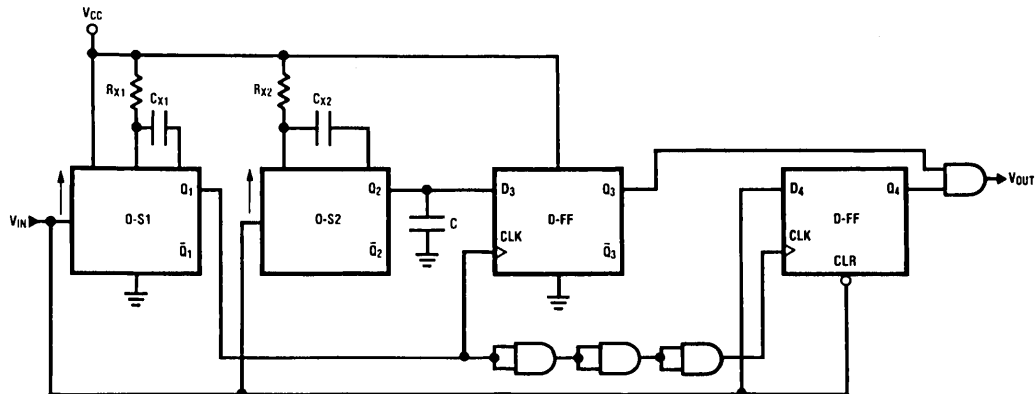 VCC
RX1
CX1
RX2
CX2
VIN
O-S1
Q1
Q̄1
O-S2
Q2
Q̄2
C
D3
Q3
D-FF
CLK
Q̄3
D4
Q4
D-FF
CLK
CLR
VOUT